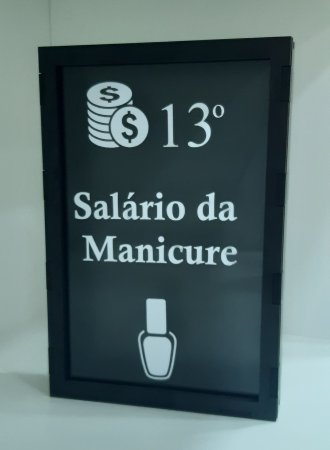 $
$ 13º
Salário da
Manicure